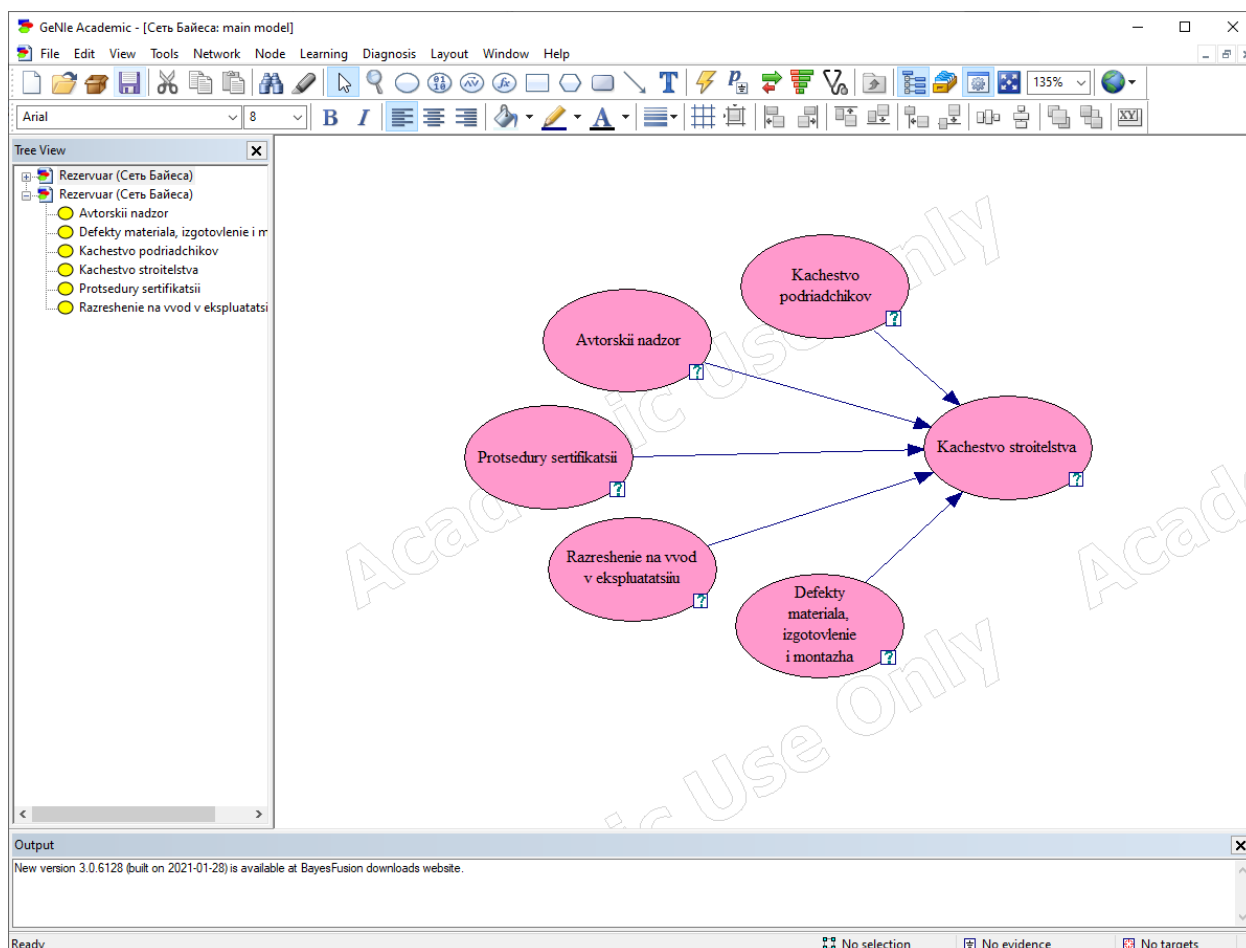 GeNIe Academic - [Сеть Байеса: main model]
File Edit View Tools Network Node Learning Diagnosis Layout Window Help
135%
Arial 8 B I A
Tree View
Rezervuar (Сеть Байеса)
Rezervuar (Сеть Байеса)
Avtorskii nadzor
Defekty materiala, izgotovlenie i m
Kachestvo podriadchikov
Kachestvo stroitelstva
Protsedury sertifikatsii
Razreshenie na vvod v ekspluatatsi
Kachestvo
podriadchikov
Avtorskii nadzor
Protsedury sertifikatsii
Kachestvo stroitelstva
Razreshenie na vvod
v ekspluatatsiiu
Defekty
materiala,
izgotovlenie
i montazha
Academic Use Only
Academic Use Only
Acad
Output
New version 3.0.6128 (built on 2021-01-28) is available at BayesFusion downloads website.
Ready No selection No evidence No targets